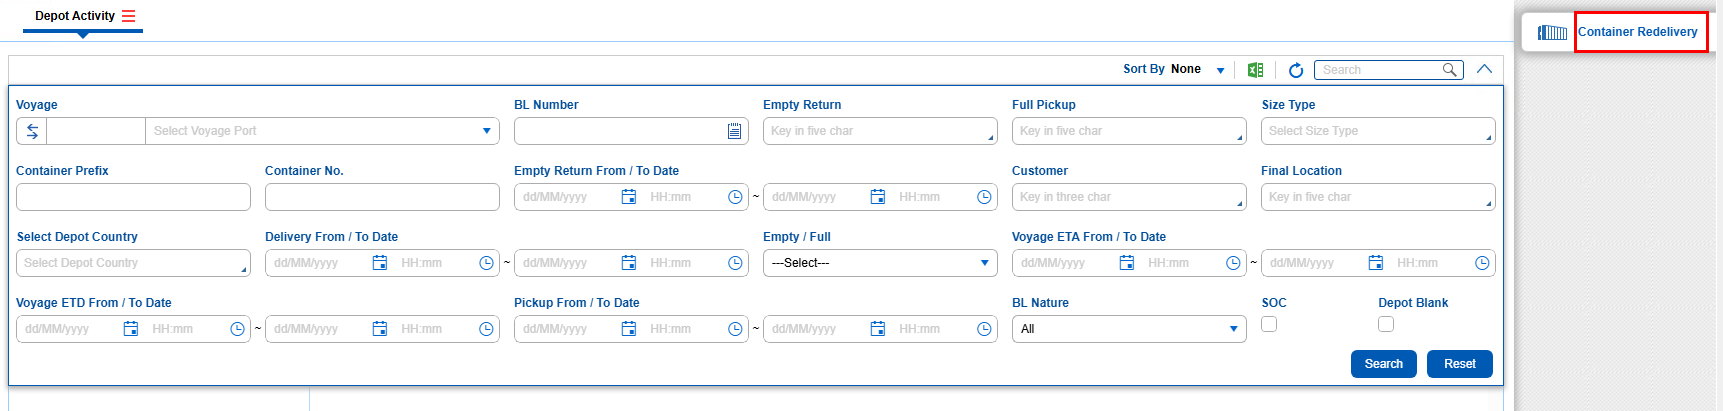 Depot Activity
Container Redelivery
Sort By None
Search
Voyage BL Number Empty Return Full Pickup Size Type
Select Voyage Port Key in five char Key in five char Select Size Type
Container Prefix Container No. Empty Return From / To Date Customer Final Location
dd/MM/yyyy HH:mm ~ dd/MM/yyyy HH:mm Key in three char Key in five char
Select Depot Country Delivery From / To Date Empty / Full Voyage ETA From / To Date
Select Depot Country dd/MM/yyyy HH:mm ~ dd/MM/yyyy HH:mm ---Select--- dd/MM/yyyy HH:mm ~ dd/MM/yyyy HH:mm
Voyage ETD From / To Date Pickup From / To Date BL Nature SOC Depot Blank
dd/MM/yyyy HH:mm ~ dd/MM/yyyy HH:mm dd/MM/yyyy HH:mm ~ dd/MM/yyyy HH:mm All
Search Reset